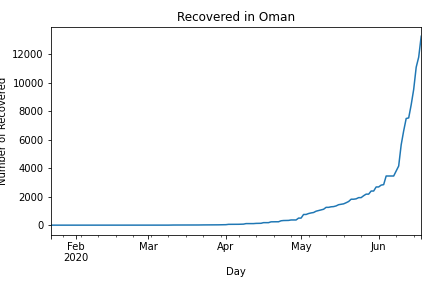 Recovered in Oman
Number of Recovered
12000
10000
8000
6000
4000
2000
0
Feb
2020
Mar
Apr
May
Jun
Day